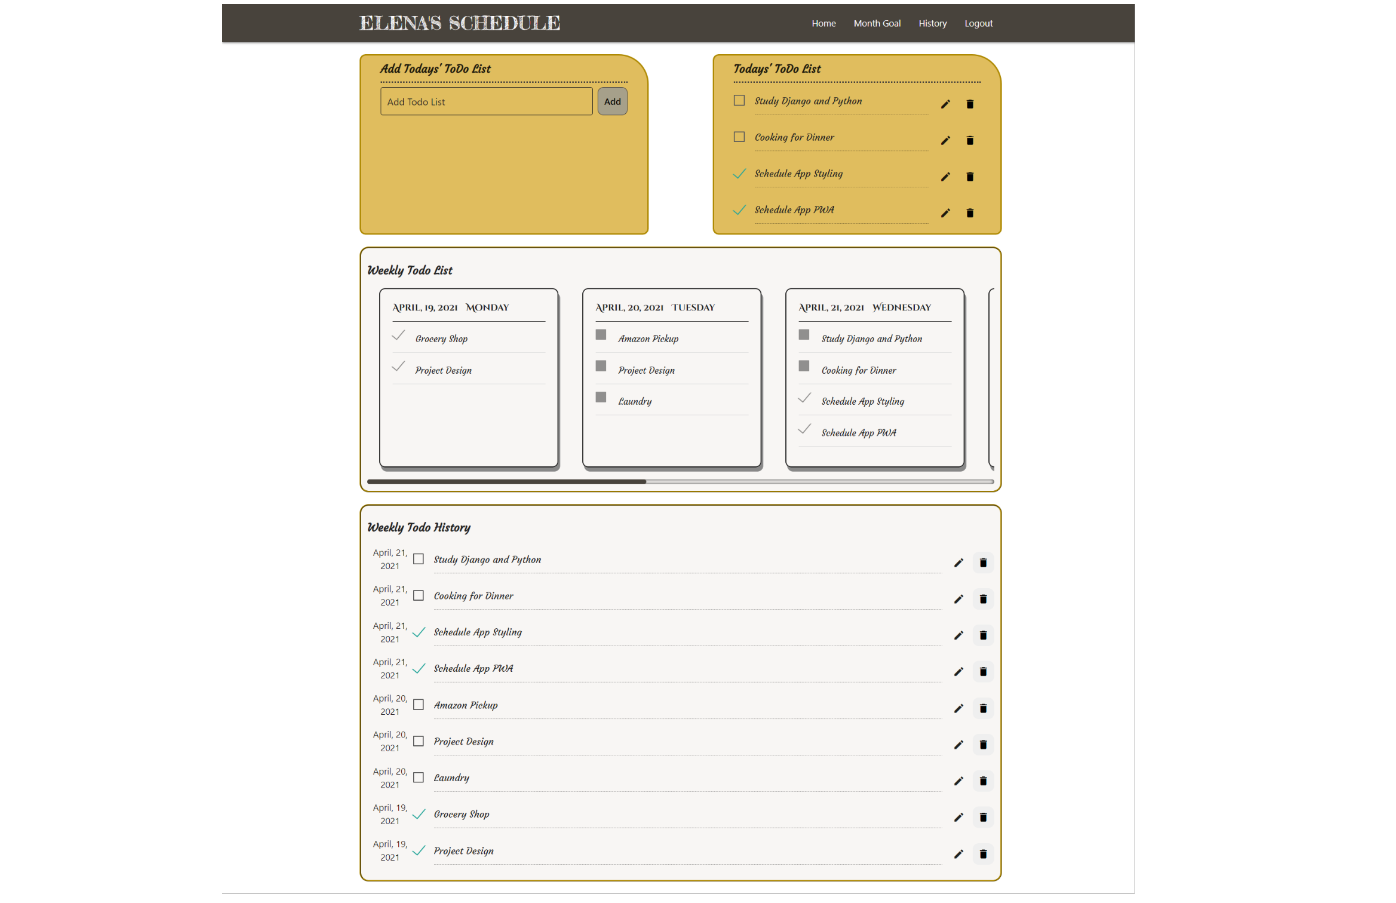 ELENA'S SCHEDULE
Home Month Goal History Logout
Add Todays' ToDo List
Add Todo List
Add
Todays' ToDo List
Study Django and Python
Cooking for Dinner
Schedule App Styling
Schedule App PWA
Weekly Todo List
April, 19, 2021 Monday
Grocery Shop
Project Design
April, 20, 2021 Tuesday
Amazon Pickup
Project Design
Laundry
April, 21, 2021 Wednesday
Study Django and Python
Cooking for Dinner
Schedule App Styling
Schedule App PWA
Weekly Todo History
April, 21,
2021
Study Django and Python
April, 21,
2021
Cooking for Dinner
April, 21,
2021
Schedule App Styling
April, 21,
2021
Schedule App PWA
April, 20,
2021
Amazon Pickup
April, 20,
2021
Project Design
April, 20,
2021
Laundry
April, 19,
2021
Grocery Shop
April, 19,
2021
Project Design